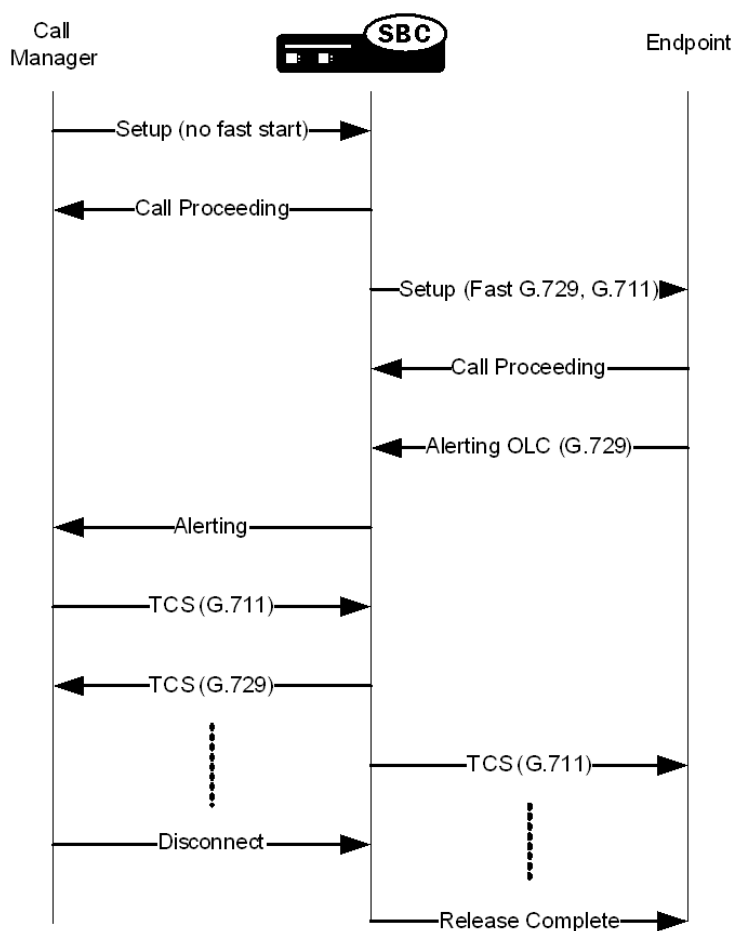 Call
Manager
SBC
Endpoint
Setup (no fast start)
Call Proceeding
Setup (Fast G.729, G.711)
Call Proceeding
Alerting OLC (G.729)
Alerting
TCS (G.711)
TCS (G.729)
TCS (G.711)
Disconnect
Release Complete